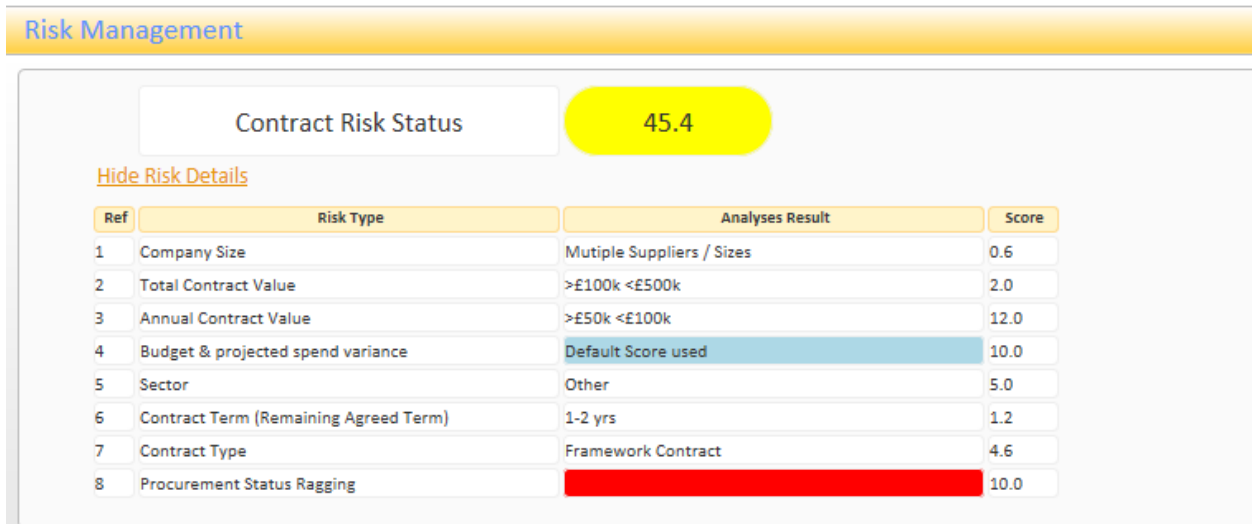 Risk Management
Contract Risk Status 45.4
Hide Risk Details
Ref Risk Type Analyses Result Score
1 Company Size Mutiple Suppliers / Sizes 0.6
2 Total Contract Value >£100k <£500k 2.0
3 Annual Contract Value >£50k <£100k 12.0
4 Budget & projected spend variance Default Score used 10.0
5 Sector Other 5.0
6 Contract Term (Remaining Agreed Term) 1-2 yrs 1.2
7 Contract Type Framework Contract 4.6
8 Procurement Status Ragging 10.0